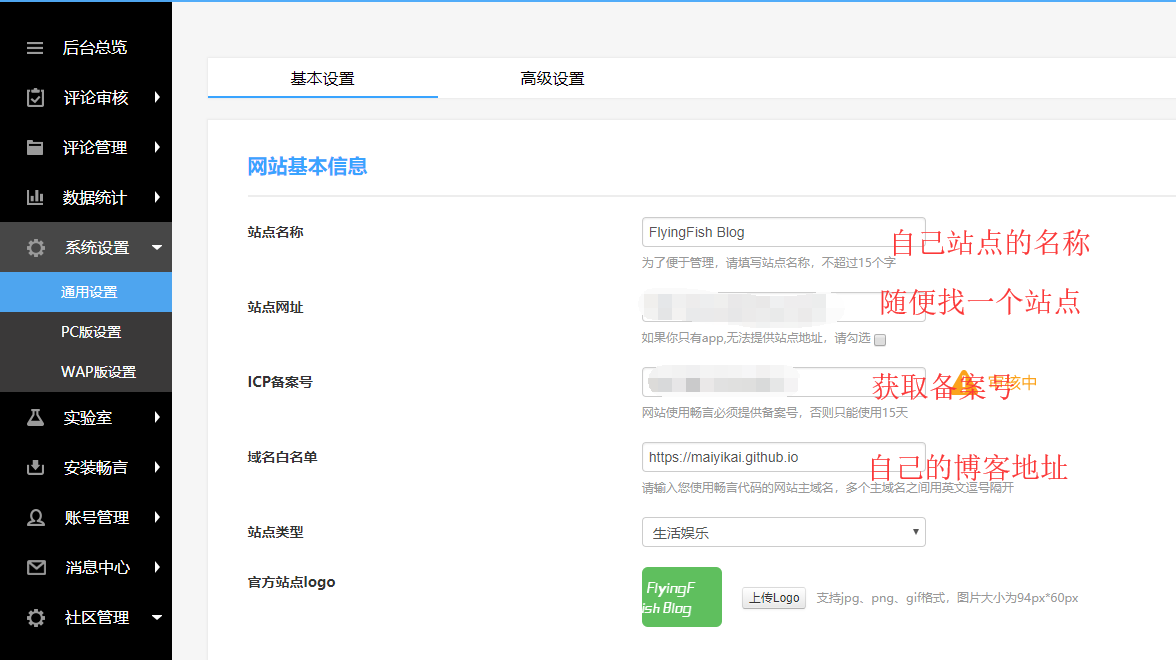 后台总览
评论审核
评论管理
数据统计
系统设置
通用设置
PC版设置
WAP版设置
实验室
安装畅言
账号管理
消息中心
社区管理
基本设置
高级设置
网站基本信息
站点名称
FlyingFish Blog
自己站点的名称
为了便于管理，请填写站点名称，不超过15个字
站点网址
随便找一个站点
如果你只有app,无法提供站点地址，请勾选
ICP备案号
获取备案号
审核中
网站使用畅言必须提供备案号，否则只能使用15天
域名白名单
https://maiyikai.github.io
自己的博客地址
请输入您使用畅言代码的网站主域名，多个主域名之间用英文逗号隔开
站点类型
生活娱乐
官方站点logo
FlyingF
ish Blog
上传Logo
支持jpg、png、gif格式，图片大小为94px*60px